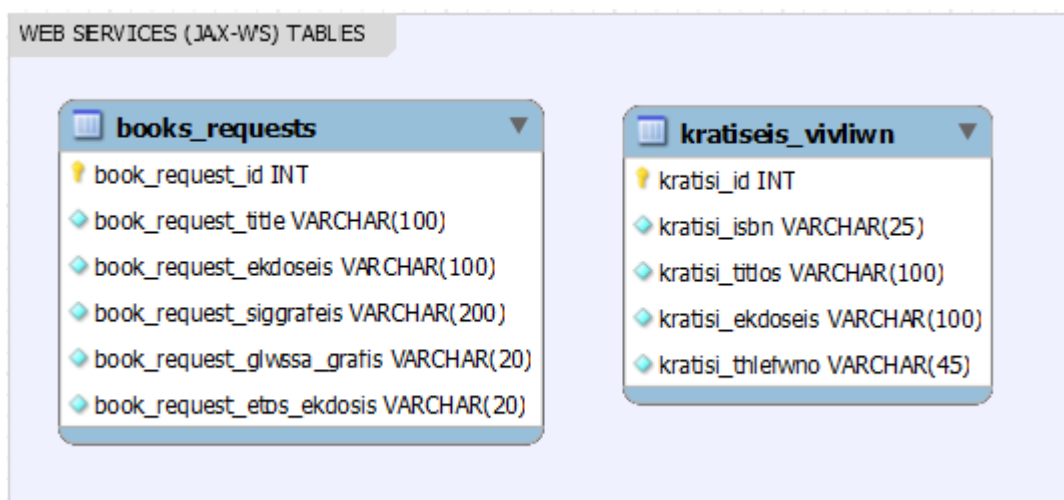 WEB SERVICES (JAX-WS) TABLES
books_requests
book_request_id INT
book_request_title VARCHAR(100)
book_request_ekdoseis VARCHAR(100)
book_request_siggrafeis VARCHAR(200)
book_request_glwssa_grafis VARCHAR(20)
book_request_etos_ekdosis VARCHAR(20)
kratiseis_vivliwn
kratisi_id INT
kratisi_isbn VARCHAR(25)
kratisi_titlos VARCHAR(100)
kratisi_ekdoseis VARCHAR(100)
kratisi_thlefwno VARCHAR(45)